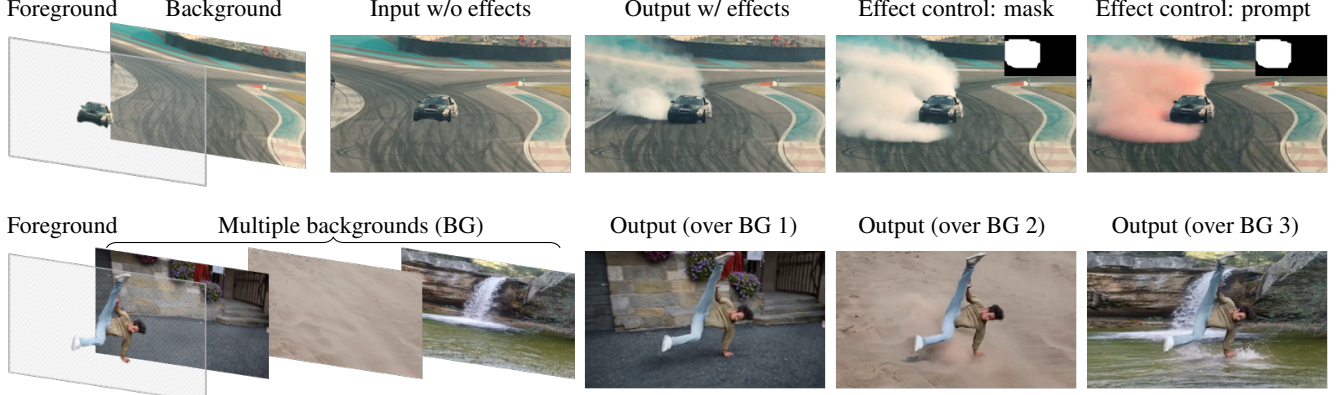 Foreground Background Input w/o effects Output w/ effects Effect control: mask Effect control: prompt
Foreground Multiple backgrounds (BG) Output (over BG 1) Output (over BG 2) Output (over BG 3)